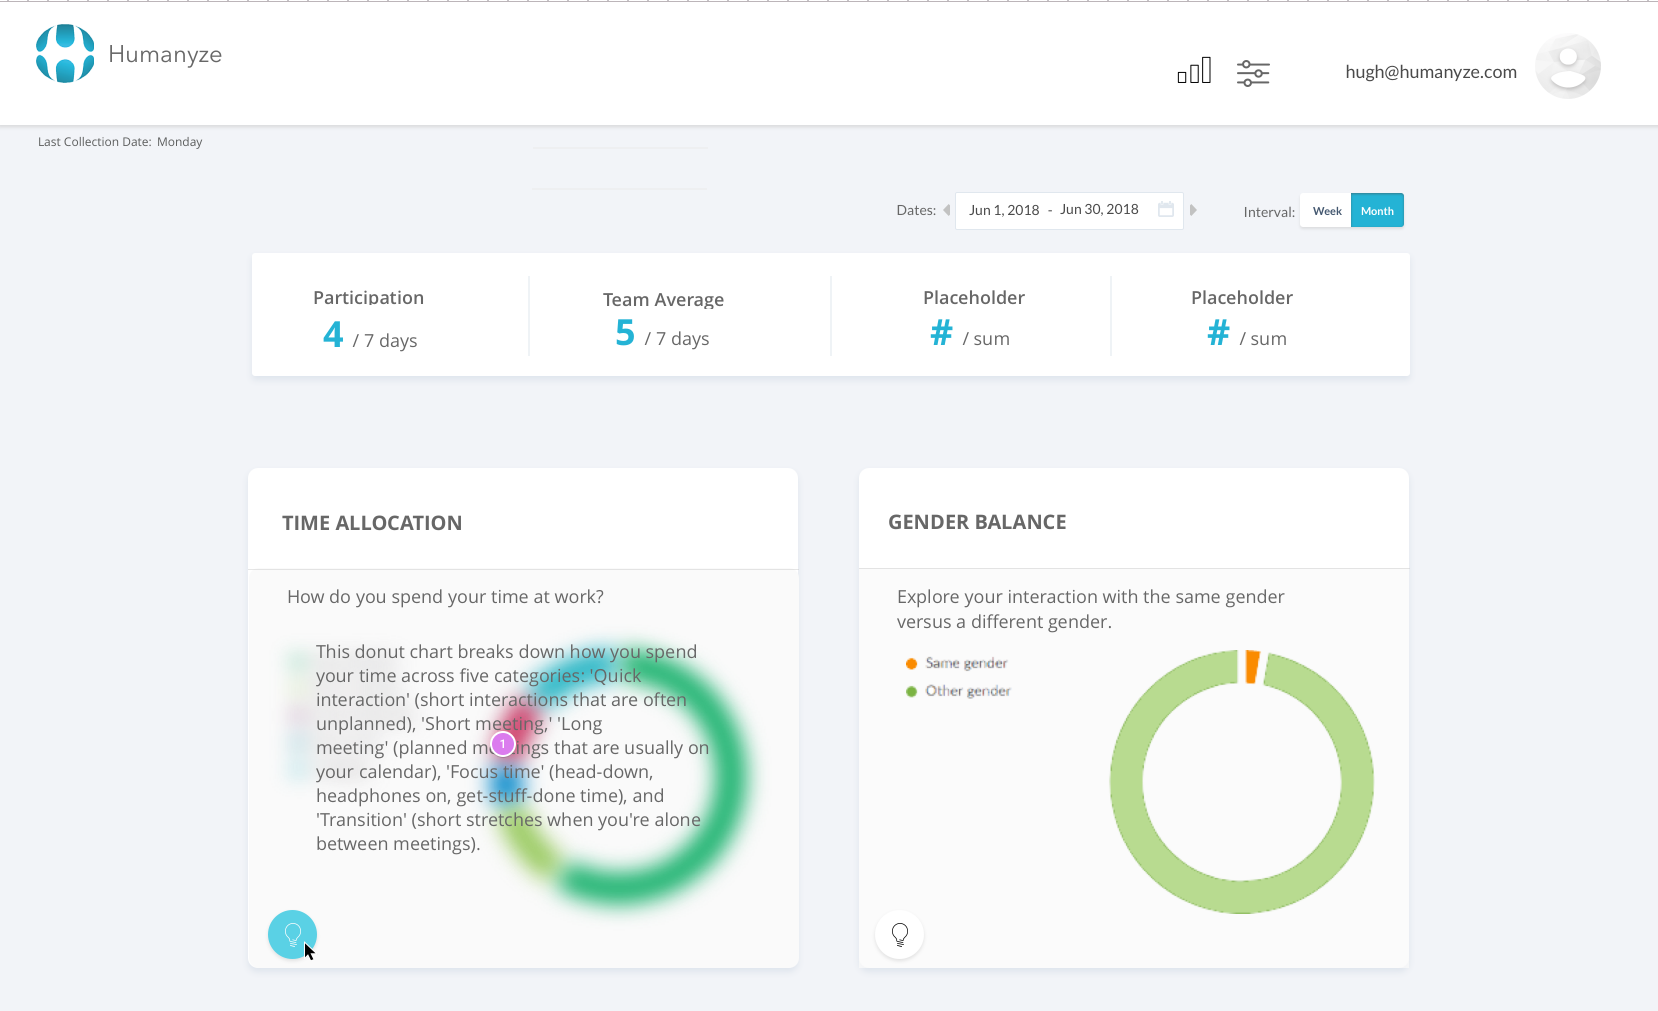 Humanyze
hugh@humanyze.com
Last Collection Date: Monday
Dates: Jun 1, 2018 - Jun 30, 2018
Interval: Week Month
Participation
4 / 7 days
Team Average
5 / 7 days
Placeholder
# / sum
Placeholder
# / sum
TIME ALLOCATION
How do you spend your time at work?
This donut chart breaks down how you spend
your time across five categories: 'Quick
interaction' (short interactions that are often
unplanned), 'Short meeting,' 'Long
meeting' (planned meetings that are usually on
your calendar), 'Focus time' (head-down,
headphones on, get-stuff-done time), and
'Transition' (short stretches when you're alone
between meetings).
1
GENDER BALANCE
Explore your interaction with the same gender
versus a different gender.
Same gender
Other gender